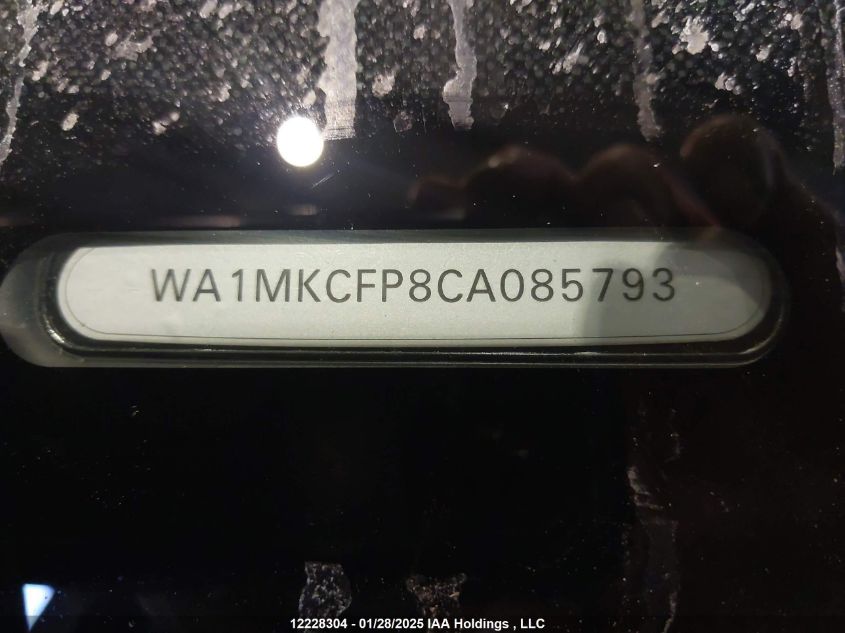 WA1MKCFP8CA085793
12228304 - 01/28/2025 IAA Holdings , LLC